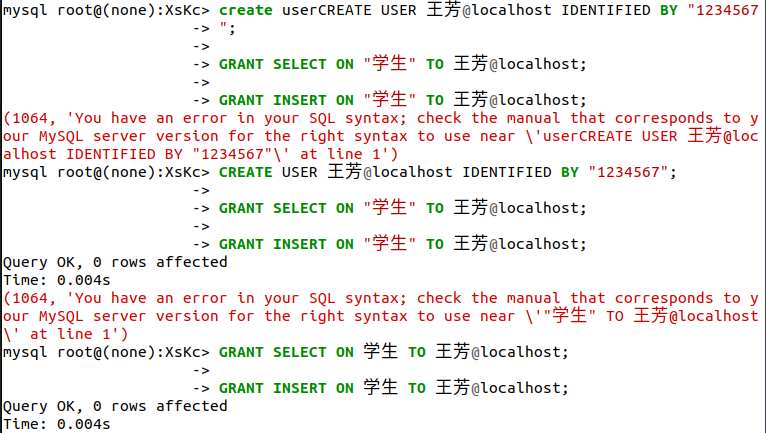 mysql root@(none):XsKc> create userCREATE USER 王芳@localhost IDENTIFIED BY "1234567
-> ";
->
-> GRANT SELECT ON "学生" TO 王芳@localhost;
->
-> GRANT INSERT ON "学生" TO 王芳@localhost;
(1064, 'You have an error in your SQL syntax; check the manual that corresponds to y
our MySQL server version for the right syntax to use near \'userCREATE USER 王芳@loc
alhost IDENTIFIED BY "1234567"\' at line 1')
mysql root@(none):XsKc> CREATE USER 王芳@localhost IDENTIFIED BY "1234567";
->
-> GRANT SELECT ON "学生" TO 王芳@localhost;
->
-> GRANT INSERT ON "学生" TO 王芳@localhost;
Query OK, 0 rows affected
Time: 0.004s
(1064, 'You have an error in your SQL syntax; check the manual that corresponds to y
our MySQL server version for the right syntax to use near \'"学生" TO 王芳@localhost
\' at line 1')
mysql root@(none):XsKc> GRANT SELECT ON 学生 TO 王芳@localhost;
->
-> GRANT INSERT ON 学生 TO 王芳@localhost;
Query OK, 0 rows affected
Time: 0.004s